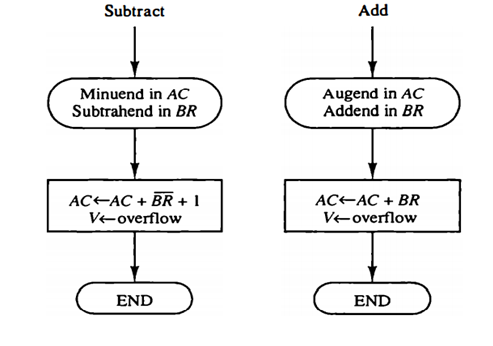 Subtract
Minuend in AC
Subtrahend in BR
AC←AC + B̅R̅ + 1
V←overflow
END
Add
Augend in AC
Addend in BR
AC←AC + BR
V←overflow
END